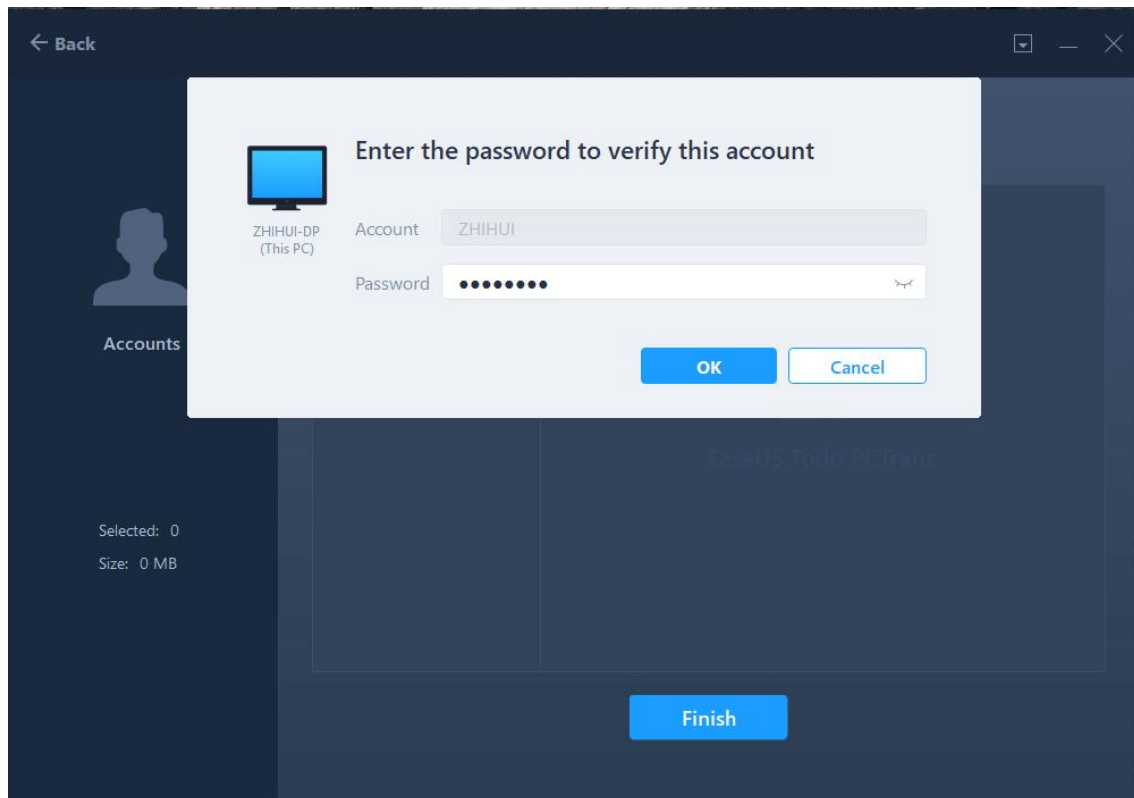 Back
Enter the password to verify this account
ZHIHUI-DP
(This PC)
Account ZHIHUI
Password ●●●●●●●●
OK Cancel
Accounts
EaseUS Todo PCTrans
Selected: 0
Size: 0 MB
Finish